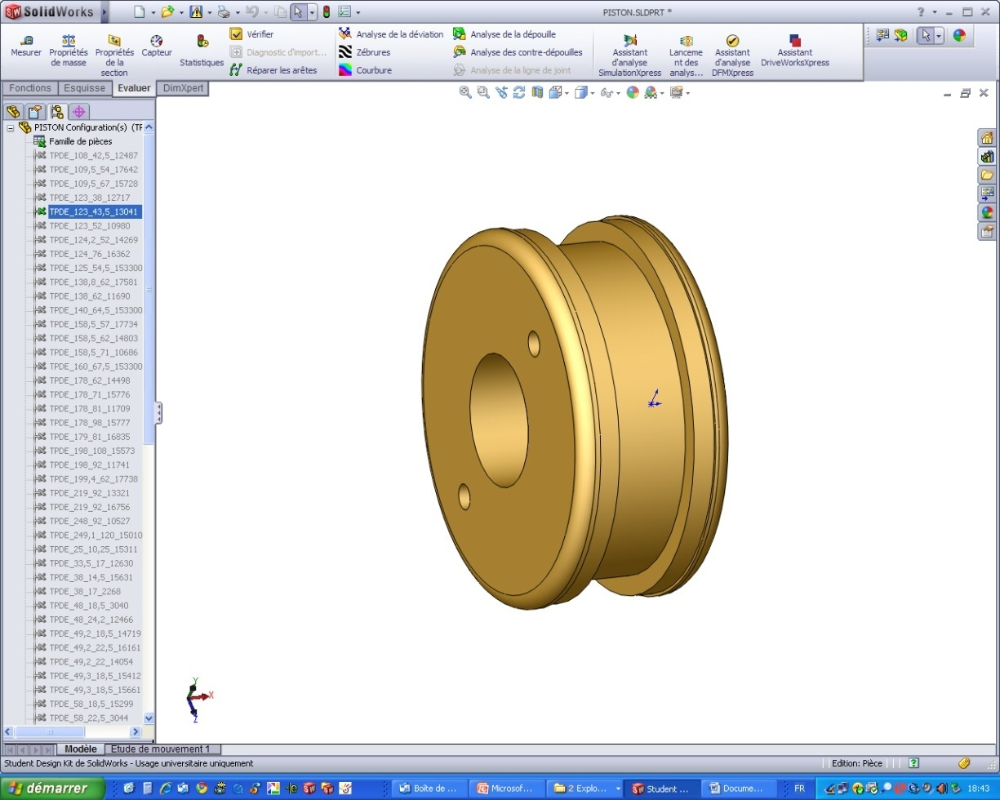 SolidWorks
PISTON.SLDPRT *
Mesurer
Propriétés de masse
Propriétés de la section
Capteur
Statistiques
Vérifier
Diagnostic d'import...
Réparer les arêtes
Analyse de la déviation
Zébrures
Courbure
Analyse de la dépouille
Analyse des contre-dépouilles
Analyse de la ligne de joint
Assistant d'analyse SimulationXpress
Lanceme nt des analys...
Assistant d'analyse DFMXpress
Assistant DriveWorksXpress
Fonctions
Esquisse
Evaluer
DimXpert
PISTON Configuration(s) (TP
Famille de pièces
TPDE_108_42,5_12487
TPDE_109,5_54_17642
TPDE_109,5_67_15728
TPDE_123_38_12717
TPDE_123_43,5_13041
TPDE_123_52_10980
TPDE_124,2_52_14269
TPDE_124_76_16362
TPDE_125_54,5_153300
TPDE_138,8_62_17581
TPDE_138_62_11690
TPDE_140_64,5_153300
TPDE_158,5_57_17734
TPDE_158,5_62_14803
TPDE_158,5_71_10686
TPDE_160_67,5_153300
TPDE_178_62_14498
TPDE_178_71_15776
TPDE_178_81_11709
TPDE_178_98_15777
TPDE_179_81_16835
TPDE_198_108_15573
TPDE_198_92_11741
TPDE_199,4_62_17738
TPDE_219_92_13321
TPDE_219_92_16756
TPDE_248_92_10527
TPDE_249,1_120_15010
TPDE_25_10,25_15311
TPDE_33,5_17_12630
TPDE_38_14,5_15631
TPDE_38_17_2268
TPDE_48_18,5_3040
TPDE_48_24,2_12466
TPDE_49,2_18,5_14719
TPDE_49,2_22,5_16161
TPDE_49,2_22_14054
TPDE_49,3_18,5_15412
TPDE_49,3_18,5_15661
TPDE_58_18,5_15299
TPDE_58_22,5_3044
Y
X
Z
Modèle
Etude de mouvement 1
Student Design Kit de SolidWorks - Usage universitaire uniquement
Edition: Pièce
démarrer
Boîte de ...
Microsof...
2 Explo...
Student ...
Docume...
FR
18:43